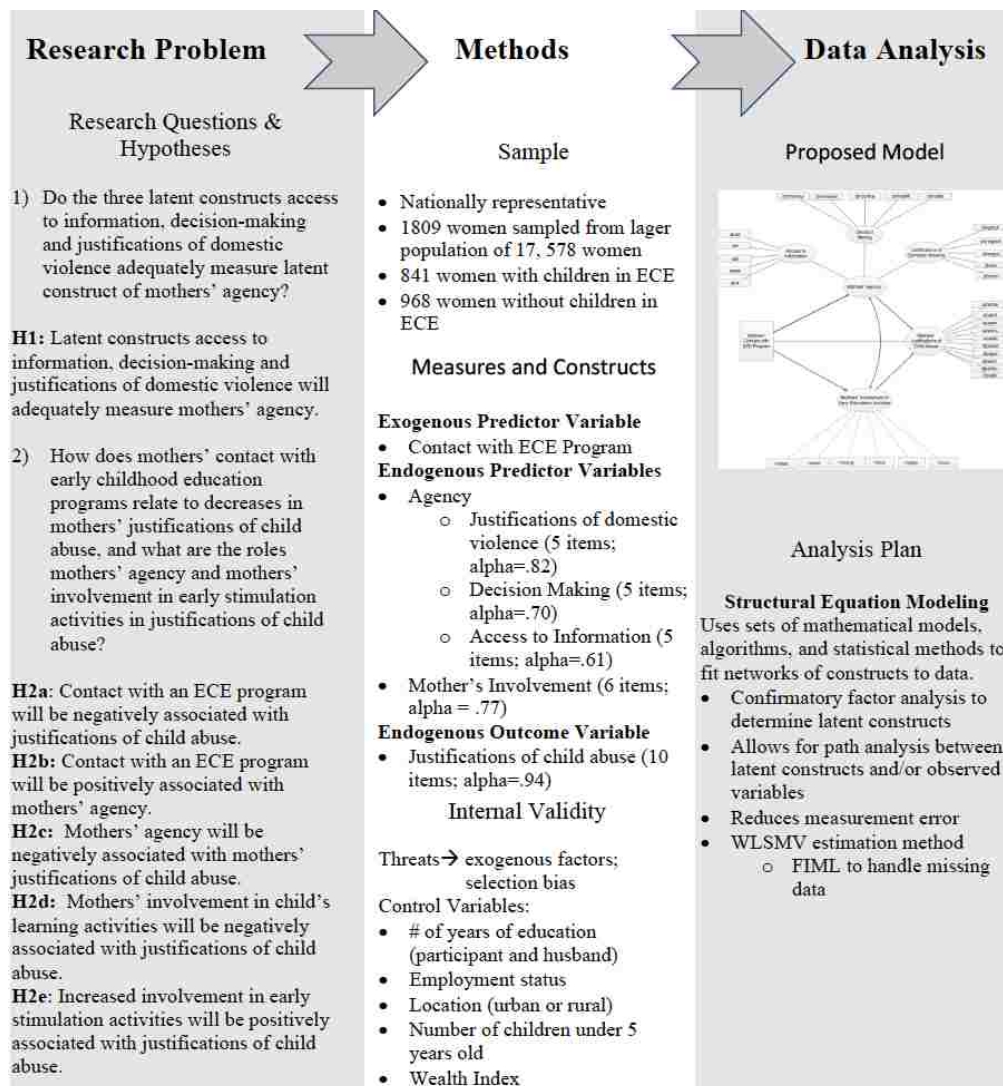 Research Problem
Research Questions &
Hypotheses
1) Do the three latent constructs access
to information, decision-making
and justifications of domestic
violence adequately measure latent
construct of mothers' agency?
H1: Latent constructs access to
information, decision-making and
justifications of domestic violence will
adequately measure mothers' agency.
2) How does mothers' contact with
early childhood education
programs relate to decreases in
mothers' justifications of child
abuse, and what are the roles
mothers' agency and mothers'
involvement in early stimulation
activities in justifications of child
abuse?
H2a: Contact with an ECE program
will be negatively associated with
justifications of child abuse.
H2b: Contact with an ECE program
will be positively associated with
mothers' agency.
H2c: Mothers' agency will be
negatively associated with mothers'
justifications of child abuse.
H2d: Mothers' involvement in child's
learning activities will be negatively
associated with justifications of child
abuse.
H2e: Increased involvement in early
stimulation activities will be positively
associated with justifications of child
abuse.
Methods
Sample
• Nationally representative
• 1809 women sampled from lager
population of 17, 578 women
• 841 women with children in ECE
• 968 women without children in
ECE
Measures and Constructs
Exogenous Predictor Variable
• Contact with ECE Program
Endogenous Predictor Variables
• Agency
o Justifications of domestic
violence (5 items;
alpha=.82)
o Decision Making (5 items;
alpha=.70)
o Access to Information (5
items; alpha=.61)
• Mother's Involvement (6 items;
alpha = .77)
Endogenous Outcome Variable
• Justifications of child abuse (10
items; alpha=.94)
Internal Validity
Threats→ exogenous factors;
selection bias
Control Variables:
• # of years of education
(participant and husband)
• Employment status
• Location (urban or rural)
• Number of children under 5
years old
• Wealth Index
Data Analysis
Proposed Model
Analysis Plan
Structural Equation Modeling
Uses sets of mathematical models,
algorithms, and statistical methods to
fit networks of constructs to data.
• Confirmatory factor analysis to
determine latent constructs
• Allows for path analysis between
latent constructs and/or observed
variables
• Reduces measurement error
• WLSMV estimation method
o FIML to handle missing
data